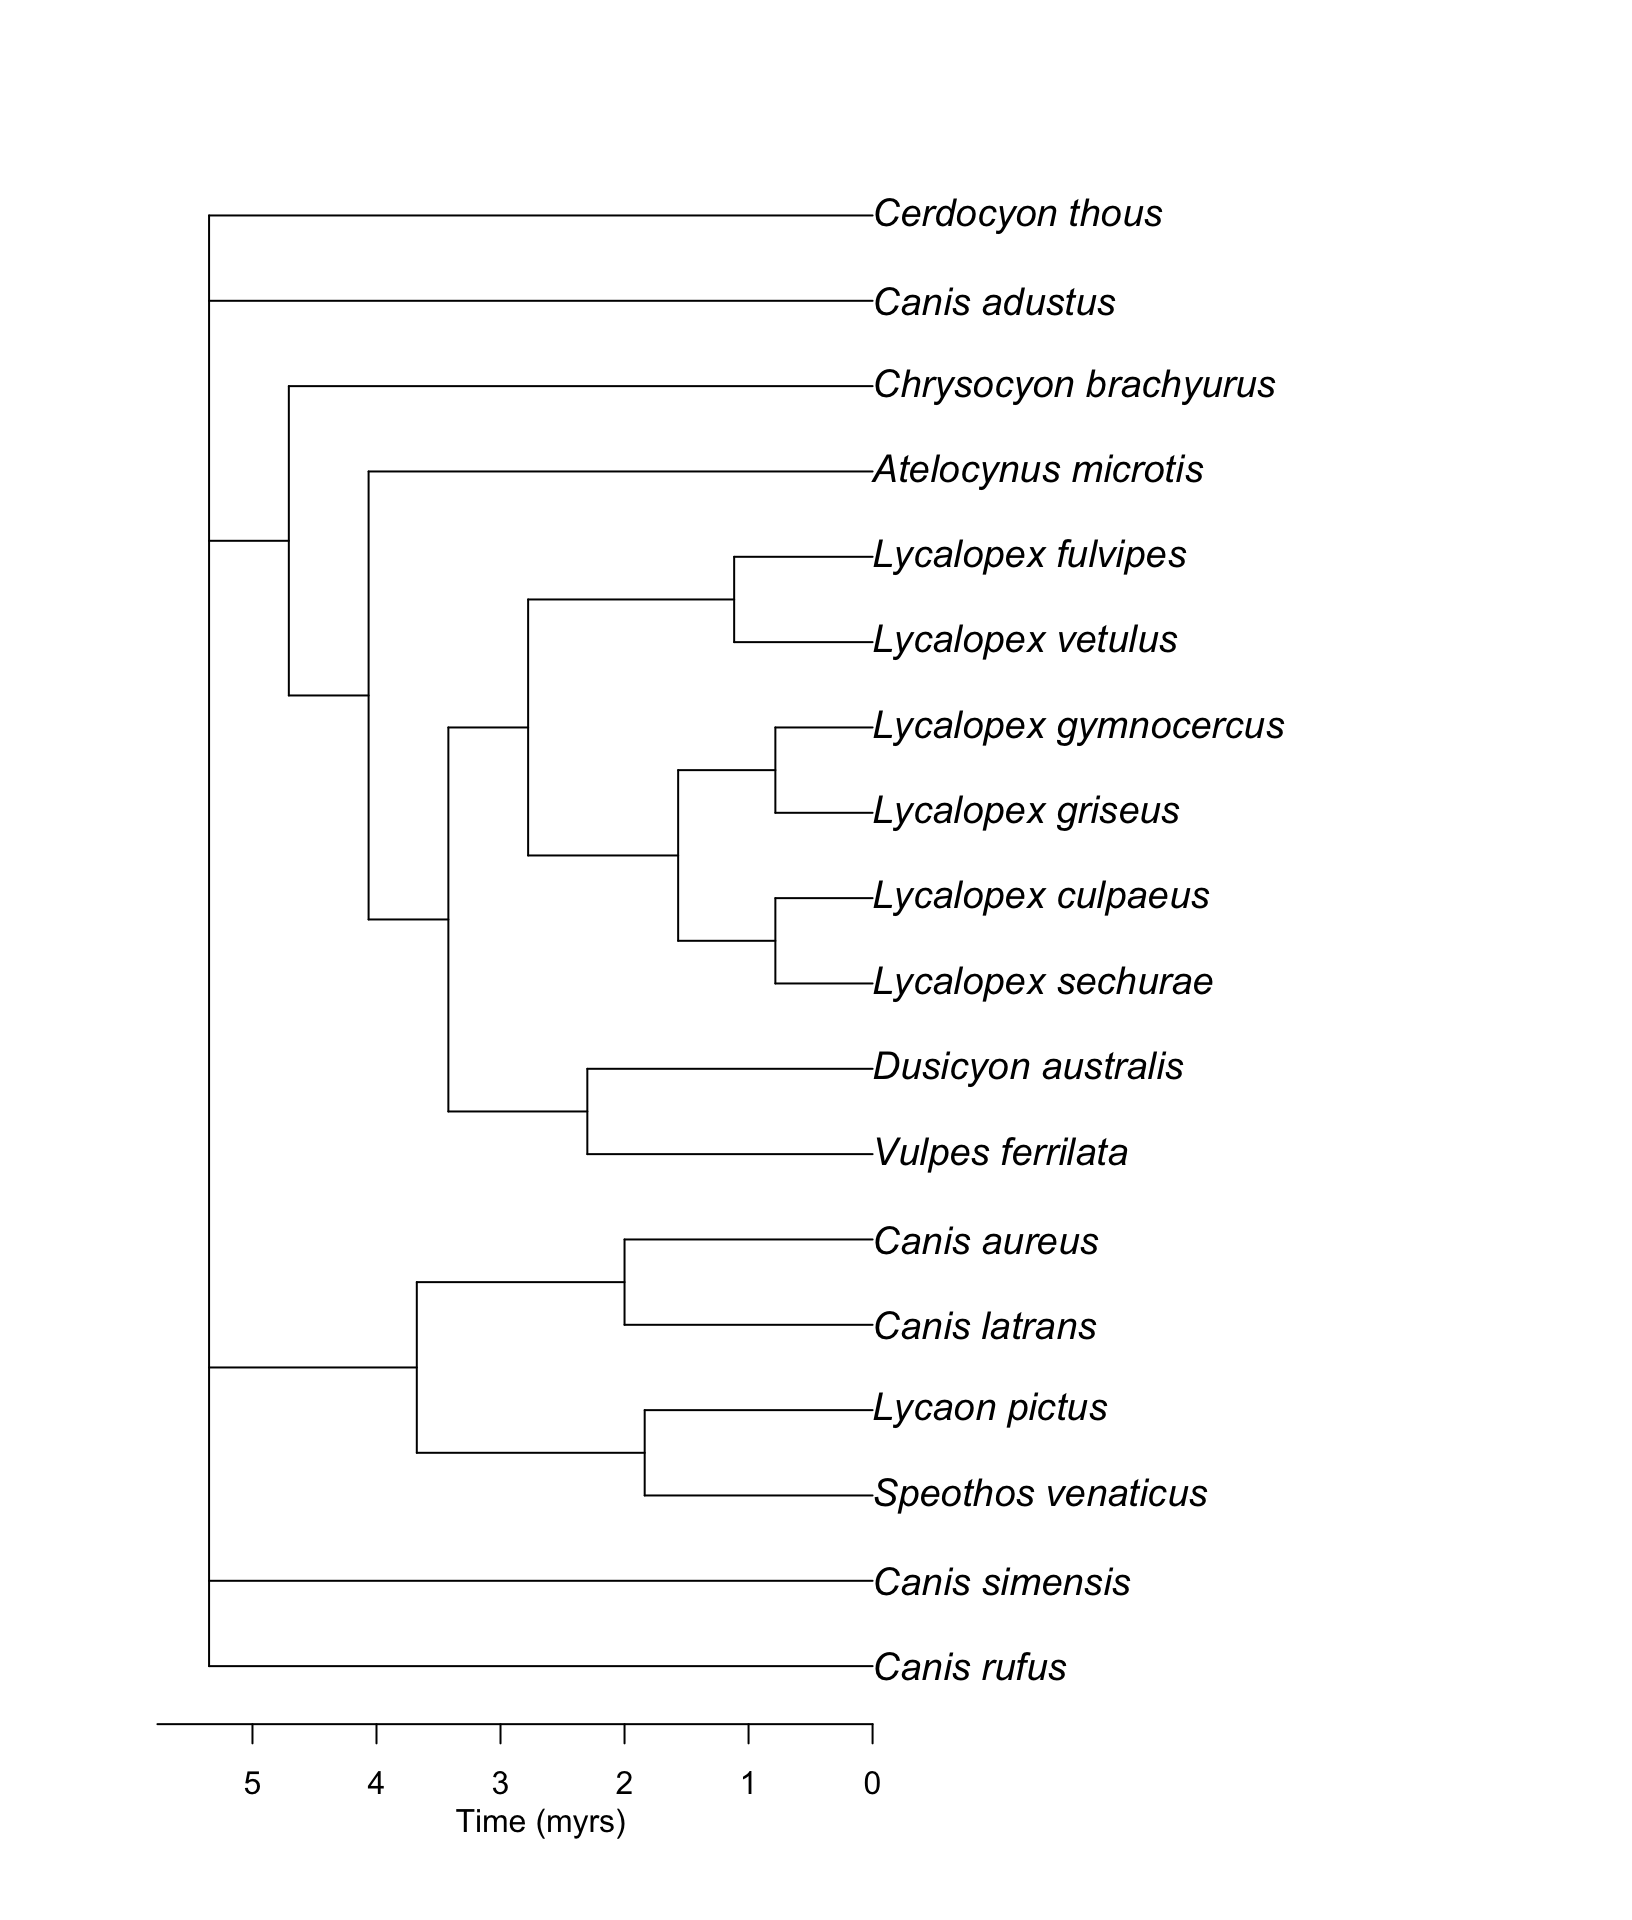 Cerdocyon thous
Canis adustus
Chrysocyon brachyurus
Atelocynus microtis
Lycalopex fulvipes
Lycalopex vetulus
Lycalopex gymnocercus
Lycalopex griseus
Lycalopex culpaeus
Lycalopex sechurae
Dusicyon australis
Vulpes ferrilata
Canis aureus
Canis latrans
Lycaon pictus
Speothos venaticus
Canis simensis
Canis rufus
5 4 3 2 1 0
Time (myrs)